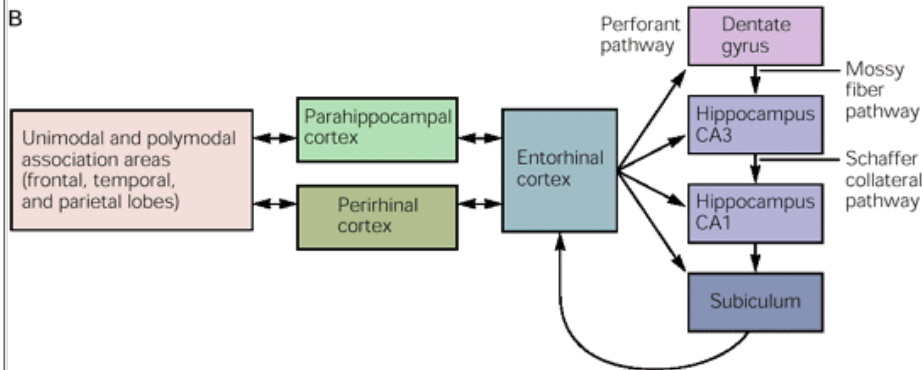 B
Unimodal and polymodal
association areas
(frontal, temporal,
and parietal lobes)
Parahippocampal
cortex
Perirhinal
cortex
Entorhinal
cortex
Perforant
pathway
Dentate
gyrus
Mossy
fiber
pathway
Hippocampus
CA3
Schaffer
collateral
pathway
Hippocampus
CA1
Subiculum